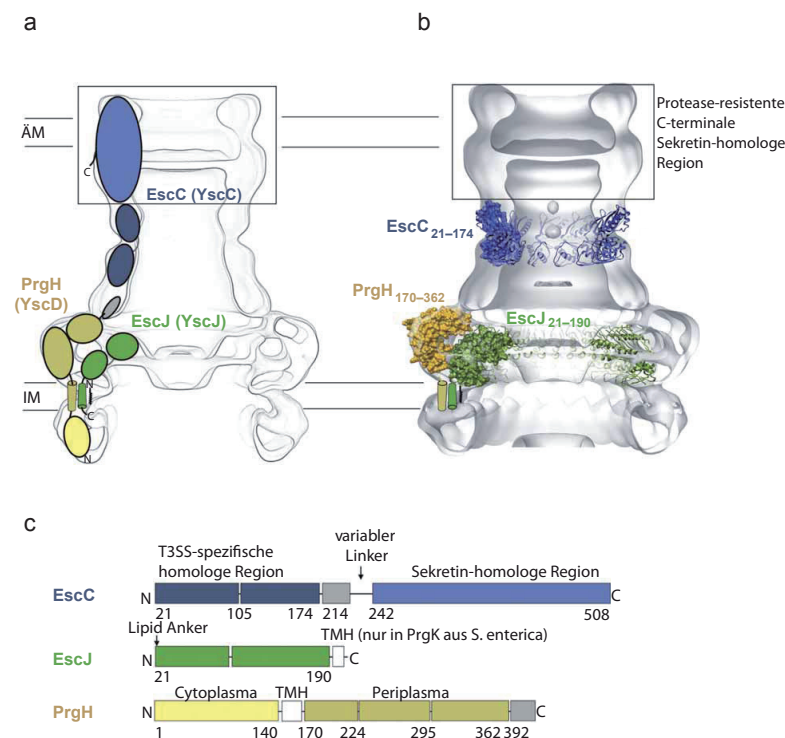 a
b
ÄM
C
EscC (YscC)
PrgH
(YscD)
EscJ (YscJ)
N
IM
C
N
Protease-resistente
C-terminale
Sekretin-homologe
Region
EscC21–174
PrgH170–362
EscJ21–190
c
T3SS-spezifische
homologe Region
variabler
Linker
Sekretin-homologe Region
EscC
N
C
21 105 174 214 242 508
Lipid Anker
TMH (nur in PrgK aus S. enterica)
EscJ
N
C
21 190
Cytoplasma TMH Periplasma
PrgH
N
C
1 140 170 224 295 362 392